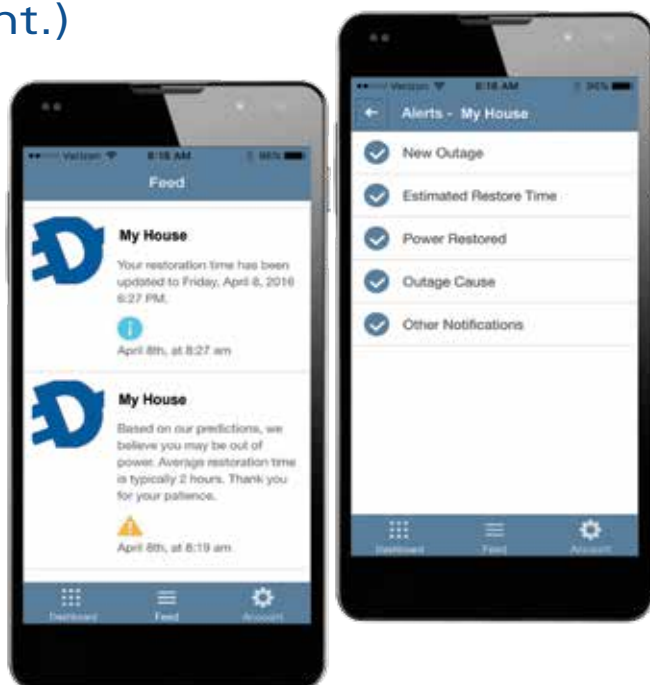 nt.)
Verizon 8:18 AM 96%
Feed
My House
Your restoration time has been
updated to Friday, April 8, 2016
6:27 PM.
April 8th, at 8:27 am
My House
Based on our predictions, we
believe you may be out of
power. Average restoration time
is typically 2 hours. Thank you
for your patience.
April 8th, at 8:19 am
Dashboard Feed Account
Verizon 8:18 AM 96%
Alerts - My House
New Outage
Estimated Restore Time
Power Restored
Outage Cause
Other Notifications
Dashboard Feed Account